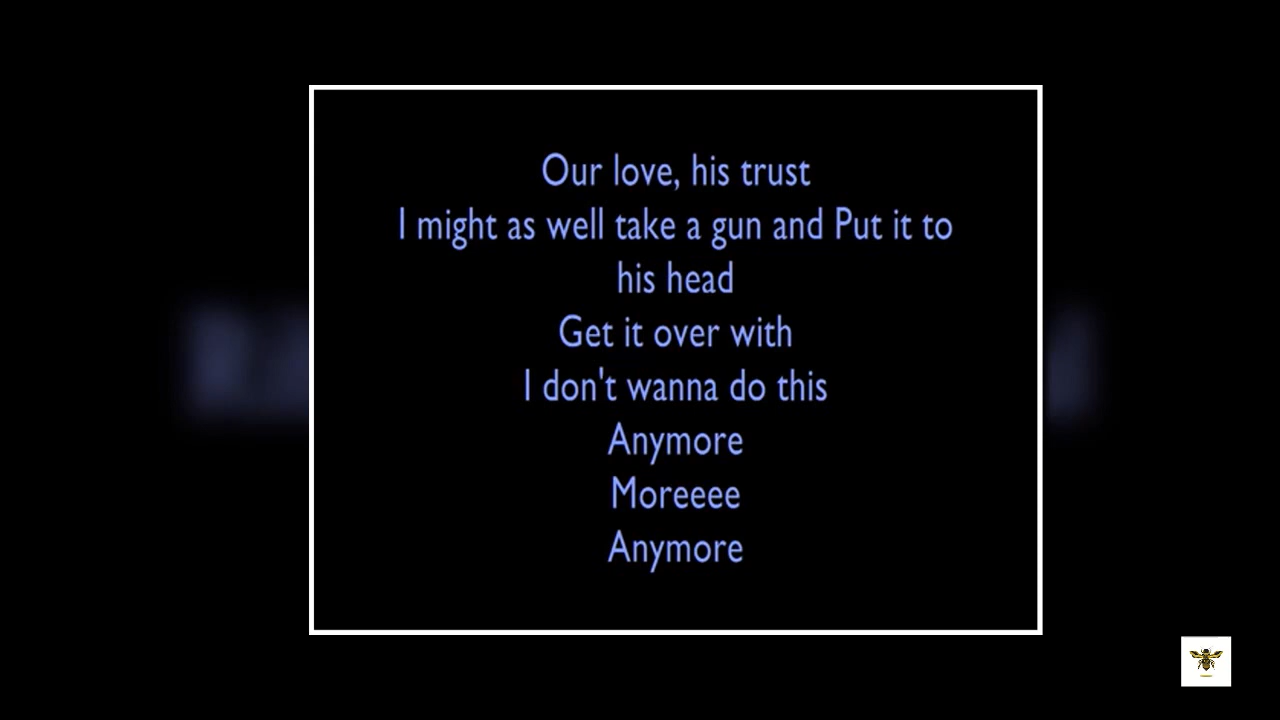 Our love, his trust
I might as well take a gun and Put it to
his head
Get it over with
I don't wanna do this
Anymore
Moreeee
Anymore